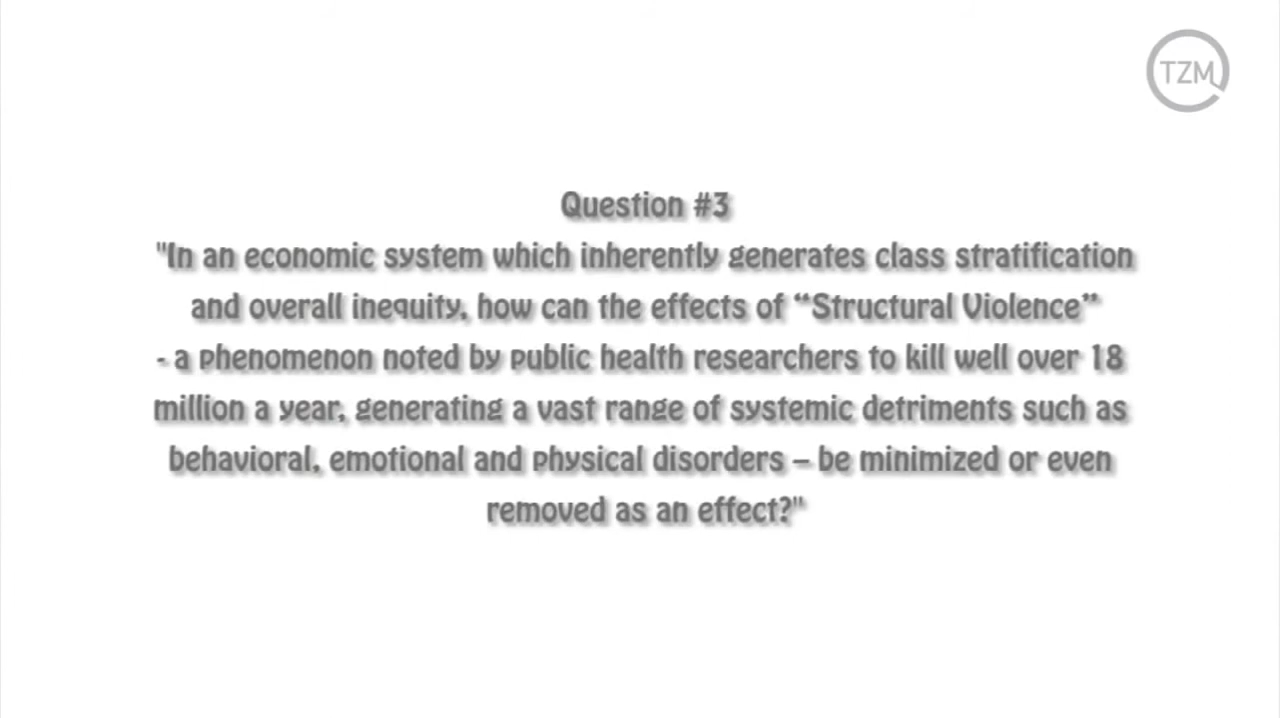 TZM
Question #3
"In an economic system which inherently generates class stratification
and overall inequity, how can the effects of “Structural Violence”
- a phenomenon noted by public health researchers to kill well over 18
million a year, generating a vast range of systemic detriments such as
behavioral, emotional and physical disorders – be minimized or even
removed as an effect?"